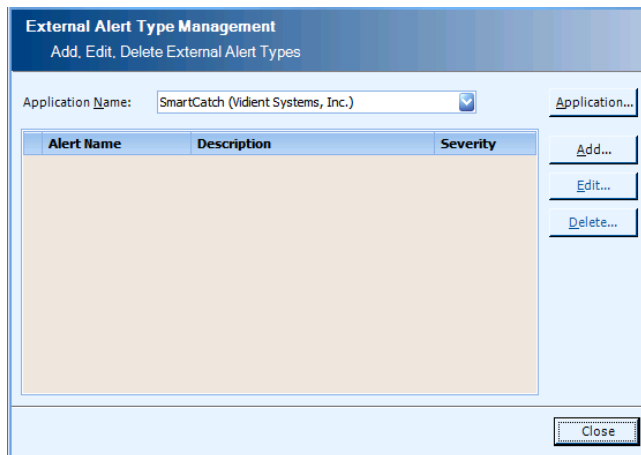 External Alert Type Management
Add, Edit, Delete External Alert Types
Application Name: SmartCatch (Vidient Systems, Inc.) Application...
Alert Name Description Severity
Add...
Edit...
Delete...
Close